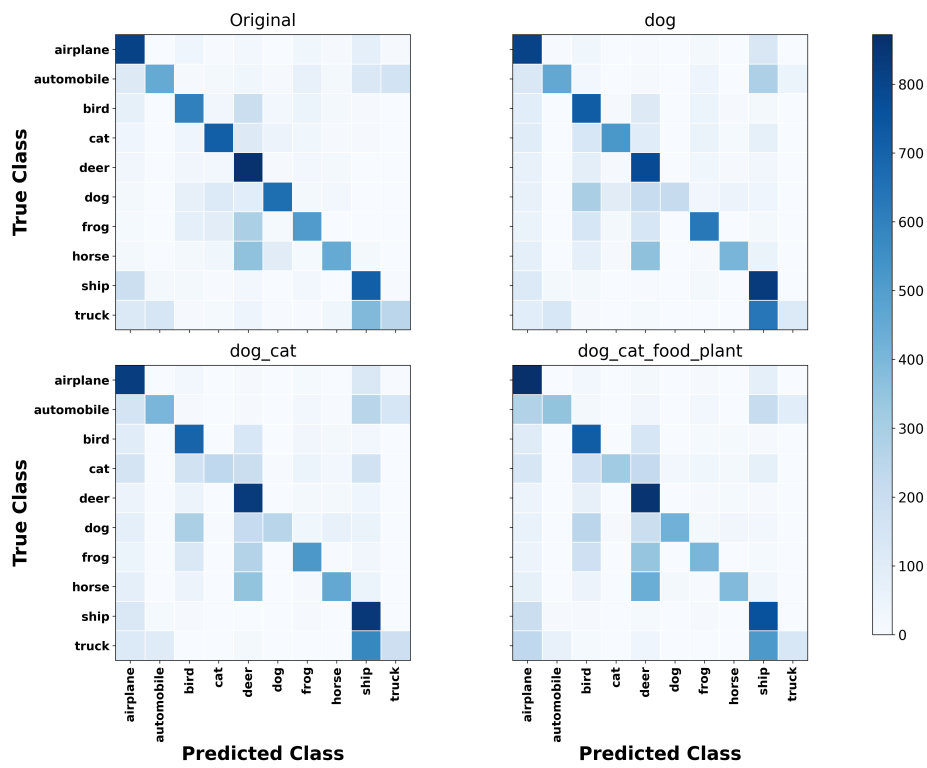 Original
dog
True Class
airplane
automobile
bird
cat
deer
dog
frog
horse
ship
truck
800
700
600
500
400
300
200
100
0
dog_cat
dog_cat_food_plant
True Class
airplane
automobile
bird
cat
deer
dog
frog
horse
ship
truck
airplane
automobile
bird
cat
deer
dog
frog
horse
ship
truck
airplane
automobile
bird
cat
deer
dog
frog
horse
ship
truck
Predicted Class
Predicted Class